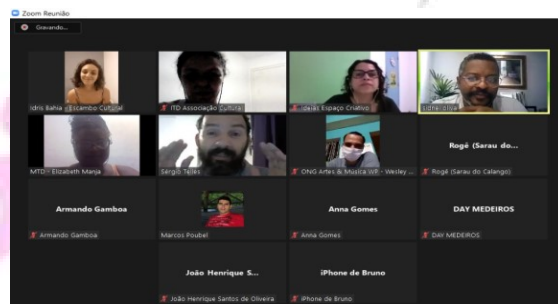 Zoom Reunião
Gravando...
Idris Bahia - Escambo Cultural
ITD Associação Cultural
Ideias Espaço Criativo
sidnei oliva
MTD - Elizabeth Manja
Sergio Telles
ONG Artes & Música WP - Wesley ...
Rogê (Sarau do...
Rogê (Sarau do Calango)
Armando Gamboa
Armando Gamboa
Marcos Poubel
Anna Gomes
Anna Gomes
DAY MEDEIROS
DAY MEDEIROS
João Henrique S...
João Henrique Santos de Oliveira
iPhone de Bruno
iPhone de Bruno